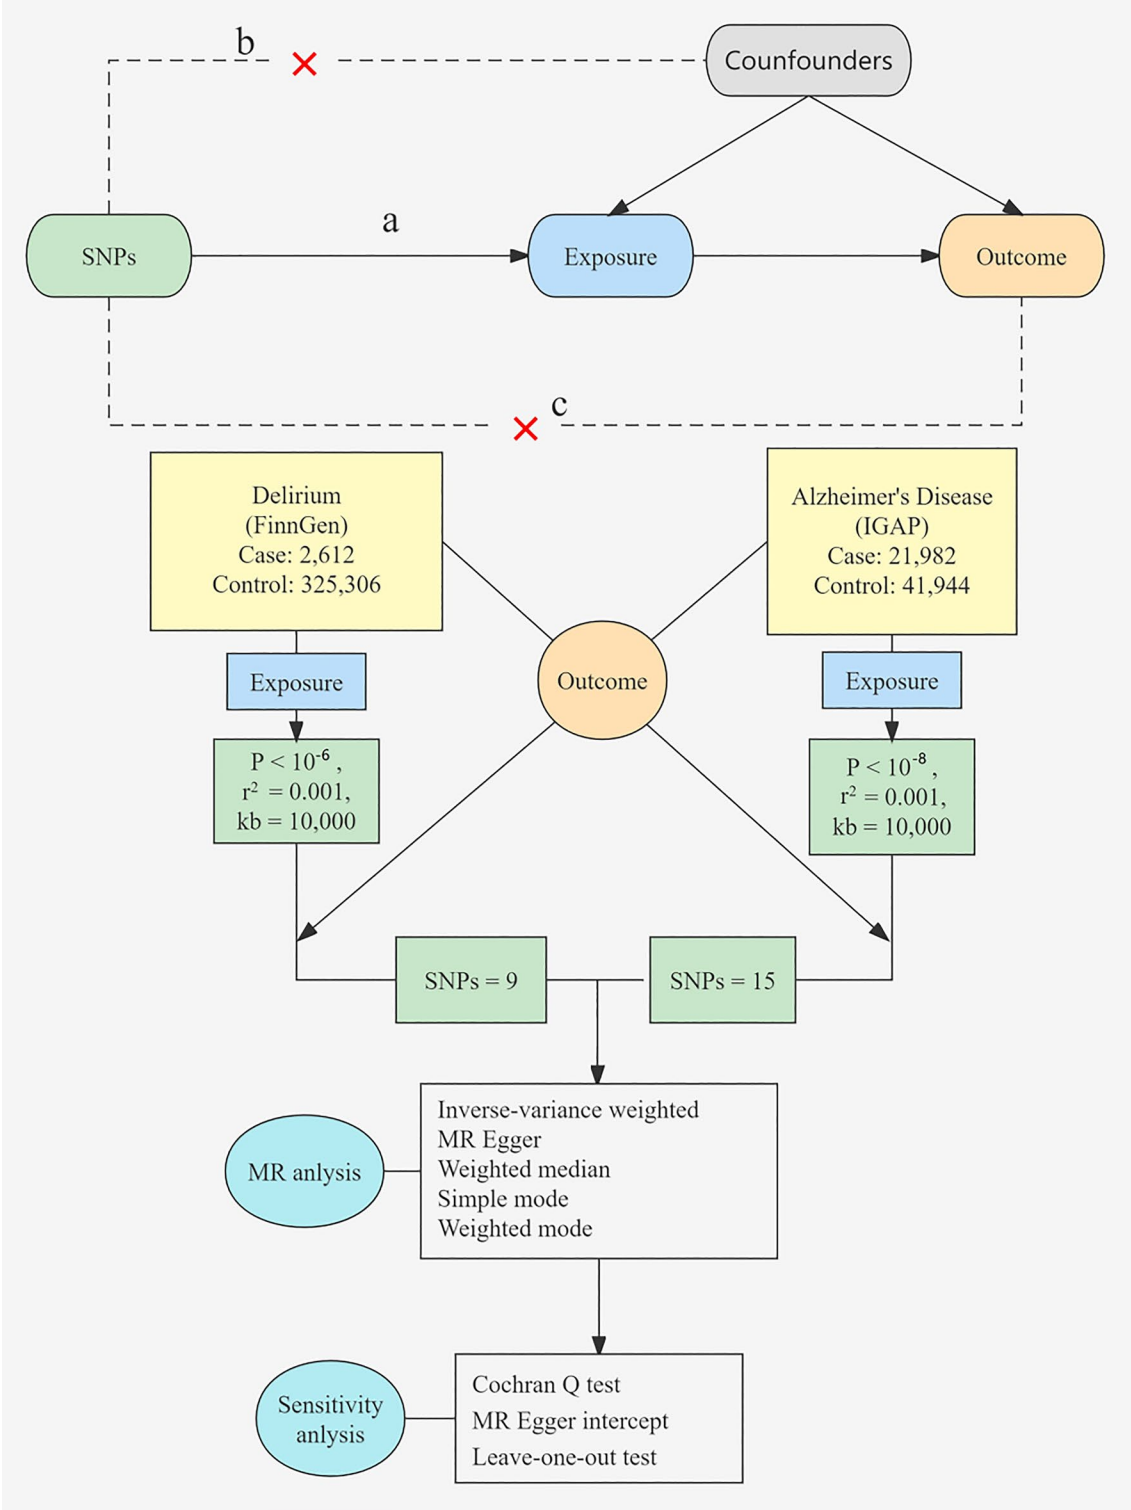 b
Counfounders
a
SNPs
Exposure
Outcome
c
Delirium
(FinnGen)
Case: 2,612
Control: 325,306
Alzheimer's Disease
(IGAP)
Case: 21,982
Control: 41,944
Exposure
Outcome
Exposure
P < 10⁻⁶ ,
r² = 0.001,
kb = 10,000
P < 10⁻⁸ ,
r² = 0.001,
kb = 10,000
SNPs = 9
SNPs = 15
MR anlysis
Inverse-variance weighted
MR Egger
Weighted median
Simple mode
Weighted mode
Sensitivity
anlysis
Cochran Q test
MR Egger intercept
Leave-one-out test